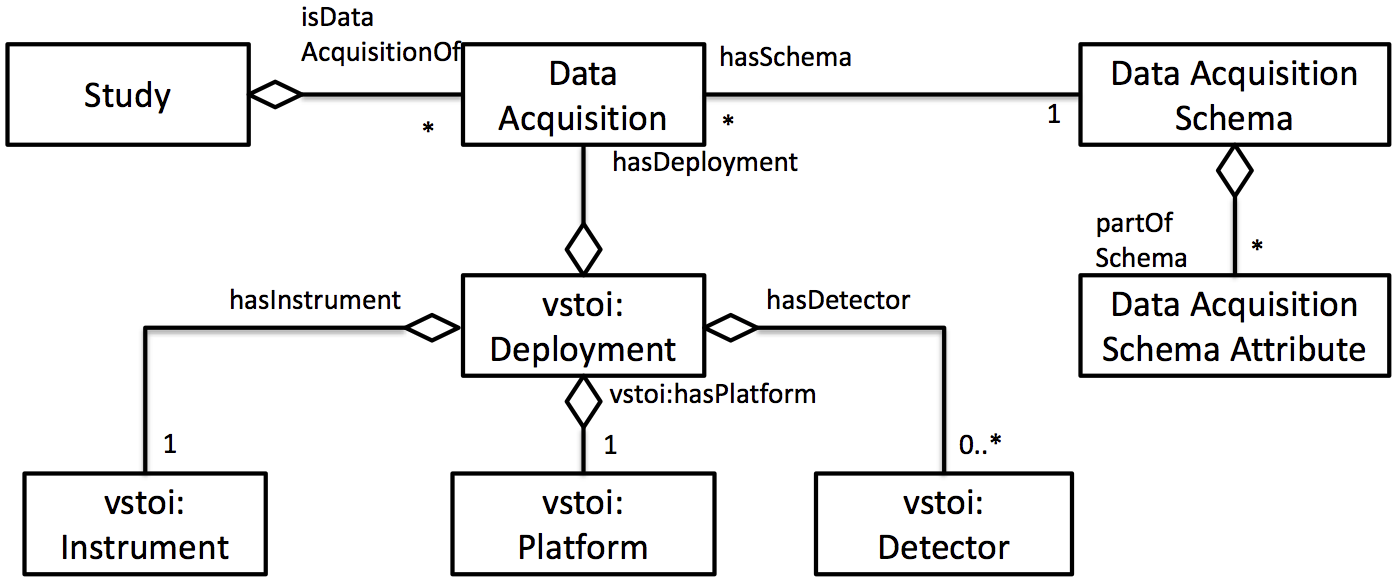 isData
AcquisitionOf
Study
*
Data
Acquisition
hasSchema
*
1
Data Acquisition
Schema
hasDeployment
partOf
Schema
*
Data Acquisition
Schema Attribute
hasInstrument
vstoi:
Deployment
hasDetector
vstoi:hasPlatform
1
1
0..*
vstoi:
Instrument
vstoi:
Platform
vstoi:
Detector